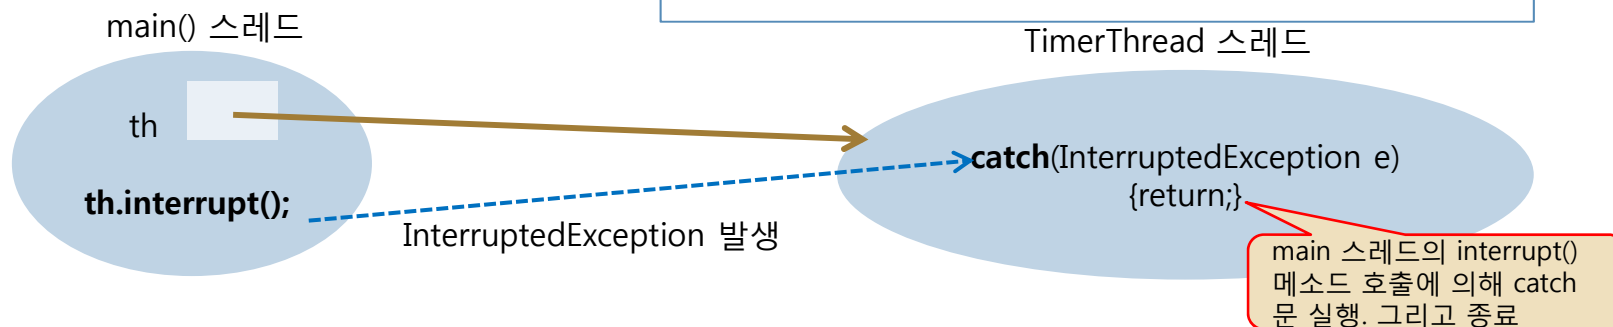 main() 스레드
TimerThread 스레드
th
th.interrupt();
InterruptedException 발생
catch(InterruptedException e)
{return;}
main 스레드의 interrupt()
메소드 호출에 의해 catch
문 실행. 그리고 종료